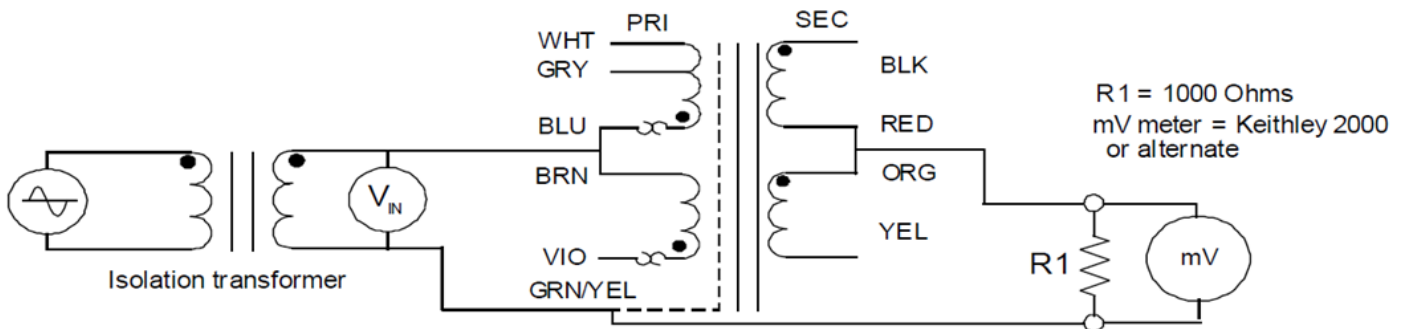 PRI
SEC
WHT
GRY
BLU
BRN
VIO
GRN/YEL
BLK
RED
ORG
YEL
V_IN
Isolation transformer
R1 = 1000 Ohms
mV meter = Keithley 2000
or alternate
R1
mV